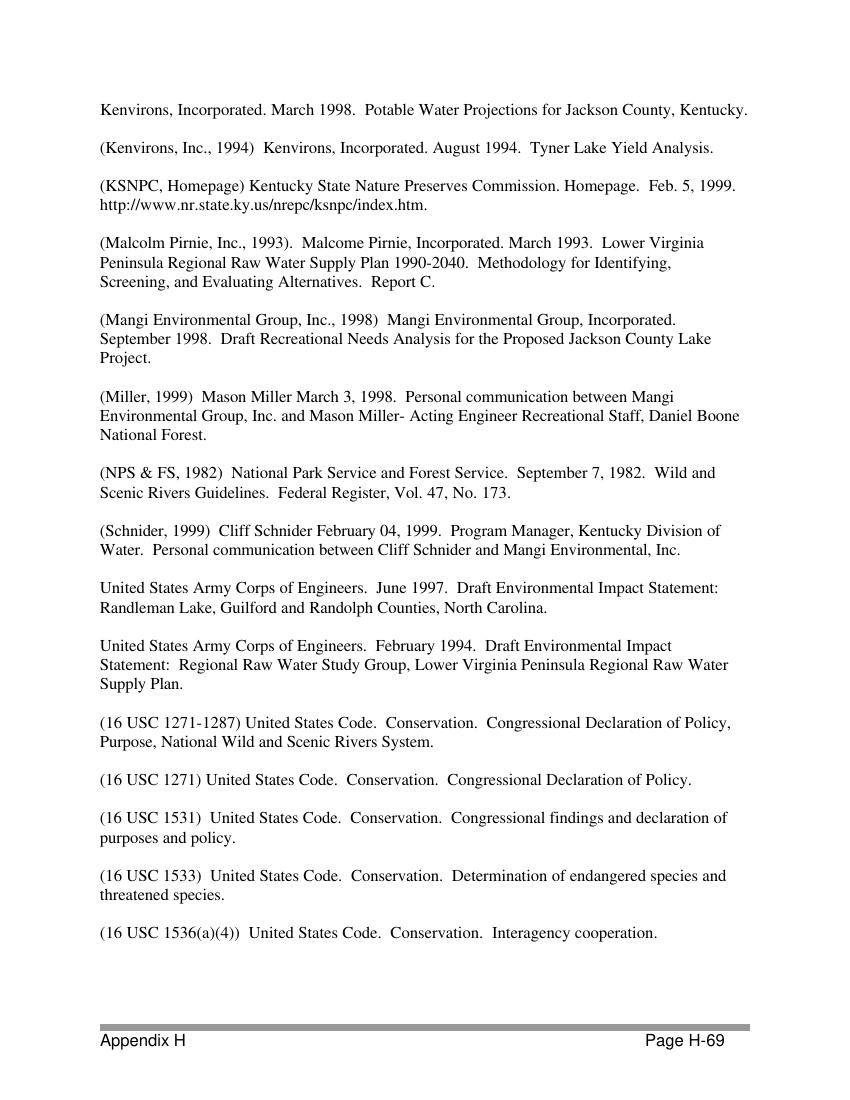 Kenvirons, Incorporated. March 1998.  Potable Water Projections for Jackson County, Kentucky.
(Kenvirons, Inc., 1994)  Kenvirons, Incorporated. August 1994.  Tyner Lake Yield Analysis.
(KSNPC, Homepage) Kentucky State Nature Preserves Commission. Homepage.  Feb. 5, 1999.
http://www.nr.state.ky.us/nrepc/ksnpc/index.htm.
(Malcolm Pirnie, Inc., 1993).  Malcome Pirnie, Incorporated. March 1993.  Lower Virginia
Peninsula Regional Raw Water Supply Plan 1990-2040.  Methodology for Identifying,
Screening, and Evaluating Alternatives.  Report C.
(Mangi Environmental Group, Inc., 1998)  Mangi Environmental Group, Incorporated.
September 1998.  Draft Recreational Needs Analysis for the Proposed Jackson County Lake
Project.
(Miller, 1999)  Mason Miller March 3, 1998.  Personal communication between Mangi
Environmental Group, Inc. and Mason Miller- Acting Engineer Recreational Staff, Daniel Boone
National Forest.
(NPS & FS, 1982)  National Park Service and Forest Service.  September 7, 1982.  Wild and
Scenic Rivers Guidelines.  Federal Register, Vol. 47, No. 173.
(Schnider, 1999)  Cliff Schnider February 04, 1999.  Program Manager, Kentucky Division of
Water.  Personal communication between Cliff Schnider and Mangi Environmental, Inc.
United States Army Corps of Engineers.  June 1997.  Draft Environmental Impact Statement:
Randleman Lake, Guilford and Randolph Counties, North Carolina.
United States Army Corps of Engineers.  February 1994.  Draft Environmental Impact
Statement:  Regional Raw Water Study Group, Lower Virginia Peninsula Regional Raw Water
Supply Plan.
(16 USC 1271-1287) United States Code.  Conservation.  Congressional Declaration of Policy,
Purpose, National Wild and Scenic Rivers System.
(16 USC 1271) United States Code.  Conservation.  Congressional Declaration of Policy.
(16 USC 1531)  United States Code.  Conservation.  Congressional findings and declaration of
purposes and policy.
(16 USC 1533)  United States Code.  Conservation.  Determination of endangered species and
threatened species.
(16 USC 1536(a)(4))  United States Code.  Conservation.  Interagency cooperation.
Appendix H Page H-69